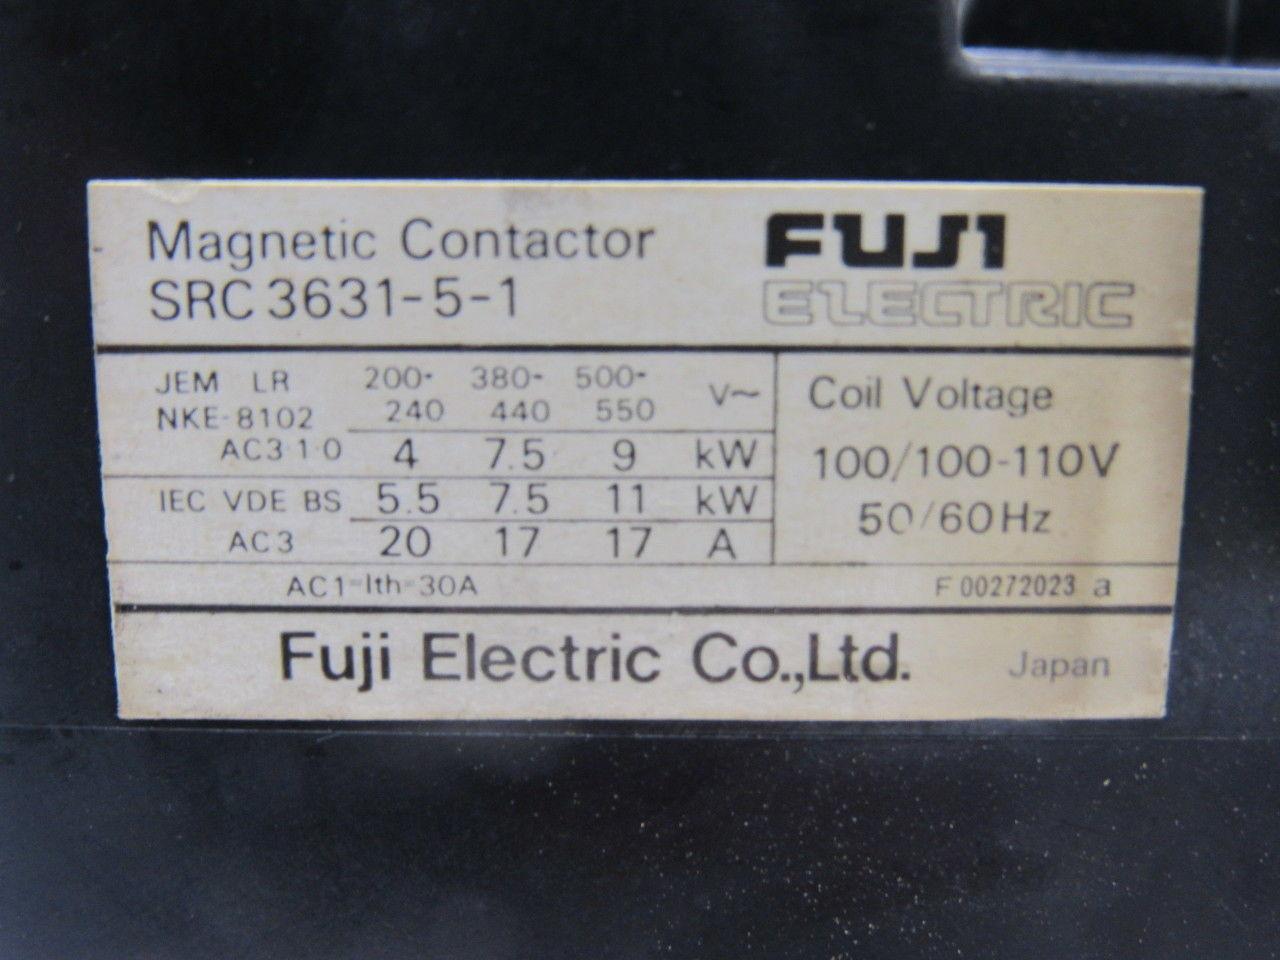 Magnetic Contactor
SRC3631-5-1
FUJI
ELECTRIC
JEM LR 200- 380- 500- V~
NKE-8102 240 440 550
AC3·1·0 4 7.5 9 kW
IEC VDE BS 5.5 7.5 11 kW
AC3 20 17 17 A
Coil Voltage
100/100-110V
50/60Hz
AC1=Ith=30A
F 00272023 a
Fuji Electric Co.,Ltd. Japan